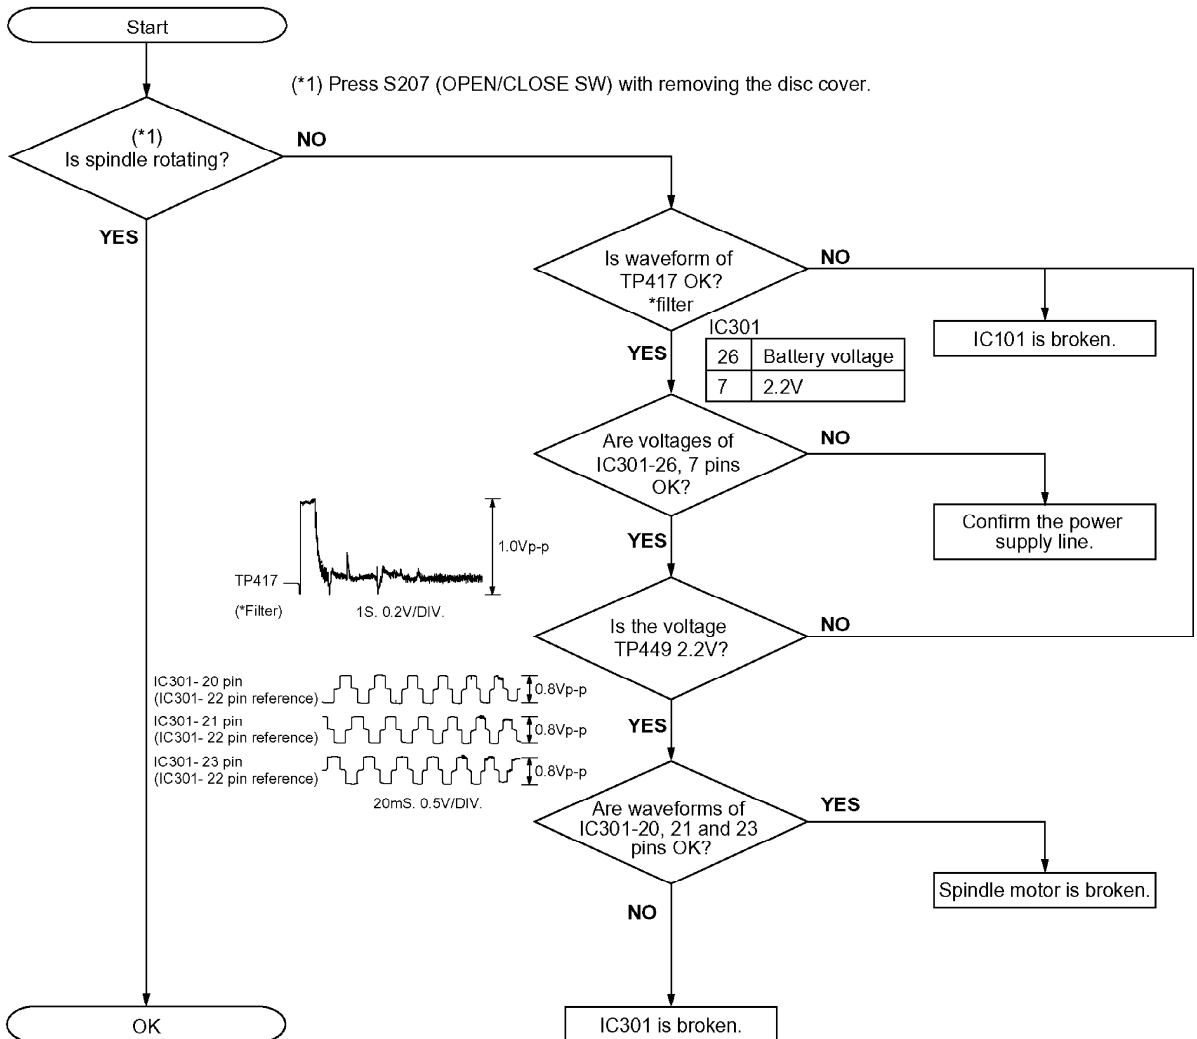 Start
(*1) Press S207 (OPEN/CLOSE SW) with removing the disc cover.
(*1)
Is spindle rotating?
NO
YES
Is waveform of
TP417 OK?
*filter
NO
IC101 is broken.
YES
IC301
26 Battery voltage
7 2.2V
Are voltages of
IC301-26, 7 pins
OK?
NO
Confirm the power
supply line.
YES
1.0Vp-p
TP417
(*Filter)
1S. 0.2V/DIV.
Is the voltage
TP449 2.2V?
NO
YES
IC301- 20 pin
(IC301- 22 pin reference)
0.8Vp-p
IC301- 21 pin
(IC301- 22 pin reference)
0.8Vp-p
IC301- 23 pin
(IC301- 22 pin reference)
0.8Vp-p
20mS. 0.5V/DIV.
Are waveforms of
IC301-20, 21 and 23
pins OK?
YES
Spindle motor is broken.
NO
OK
IC301 is broken.